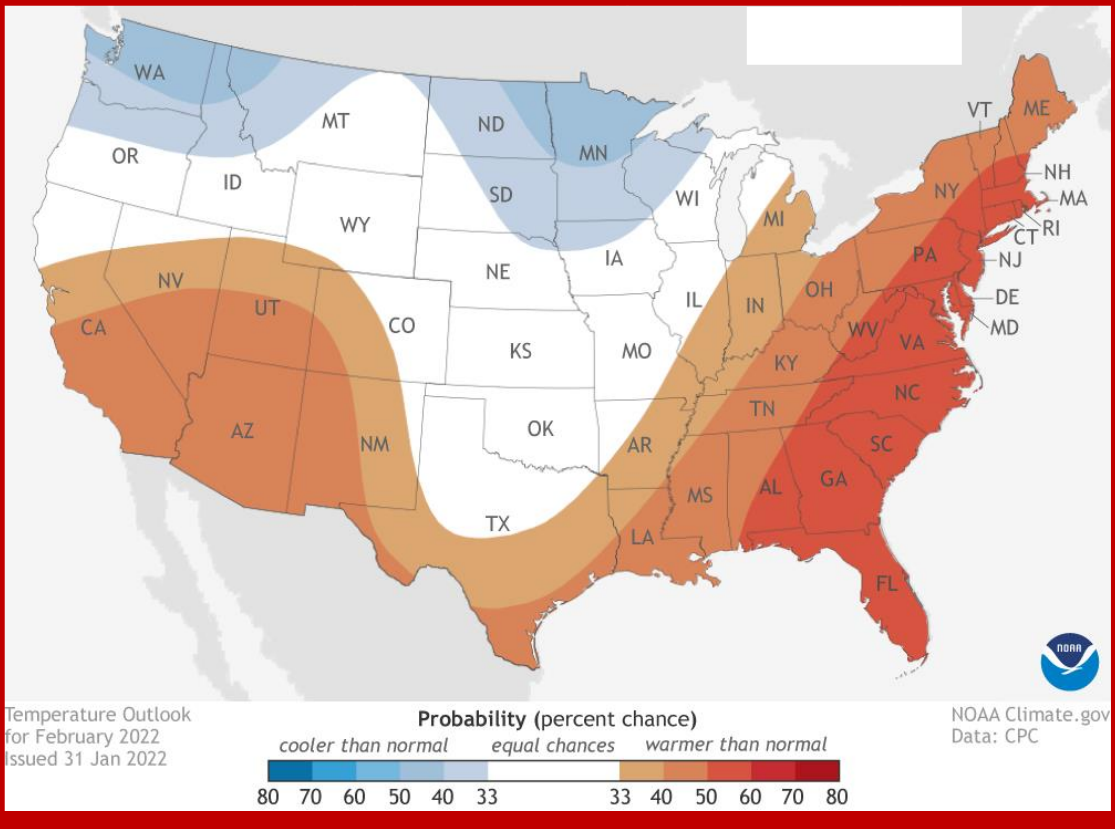 WA
MT
ND
MN
OR
ID
SD
WI
WY
MI
NY
VT
ME
NH
MA
RI
CT
NJ
PA
NE
IA
IL
IN
OH
DE
MD
NV
UT
CO
KS
MO
WV
VA
KY
CA
AZ
NM
OK
AR
TN
NC
SC
TX
LA
MS
AL
GA
FL
NOAA
Temperature Outlook
for February 2022
Issued 31 Jan 2022
Probability (percent chance)
cooler than normal equal chances warmer than normal
80 70 60 50 40 33 33 40 50 60 70 80
NOAA Climate.gov
Data: CPC